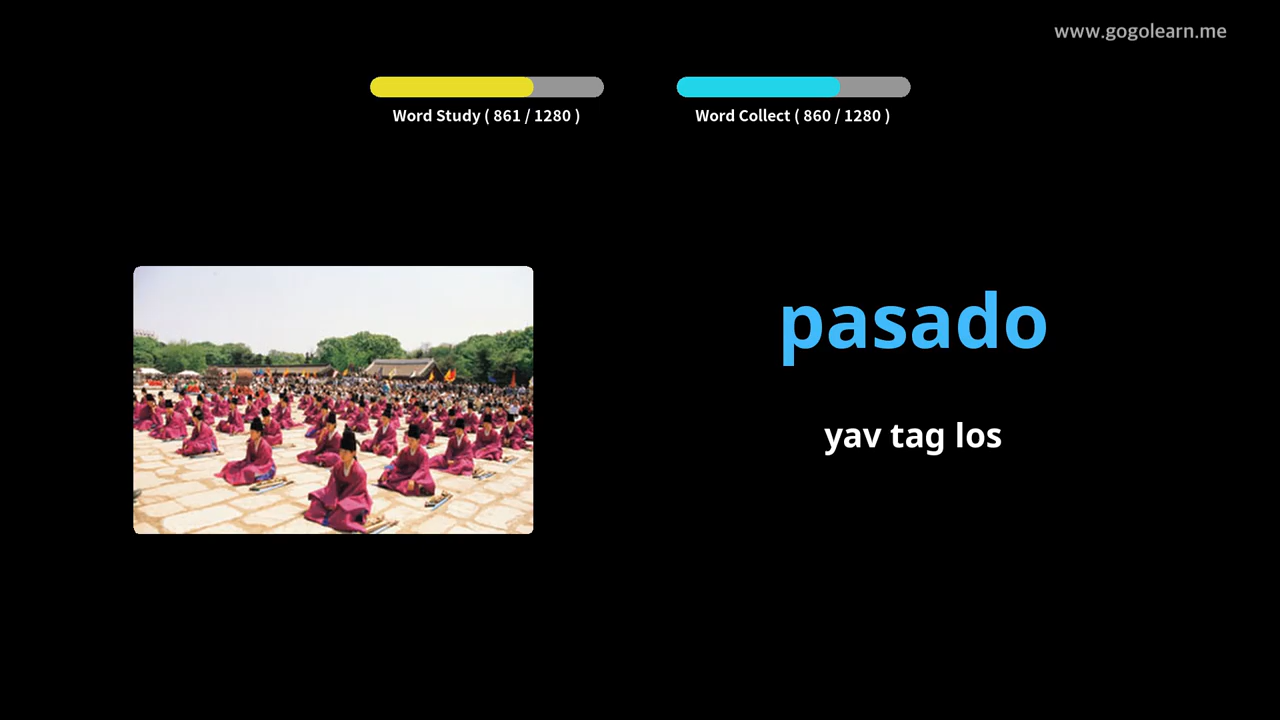 www.gogolearn.me
Word Study ( 861 / 1280 )
Word Collect ( 860 / 1280 )
pasado
yav tag los